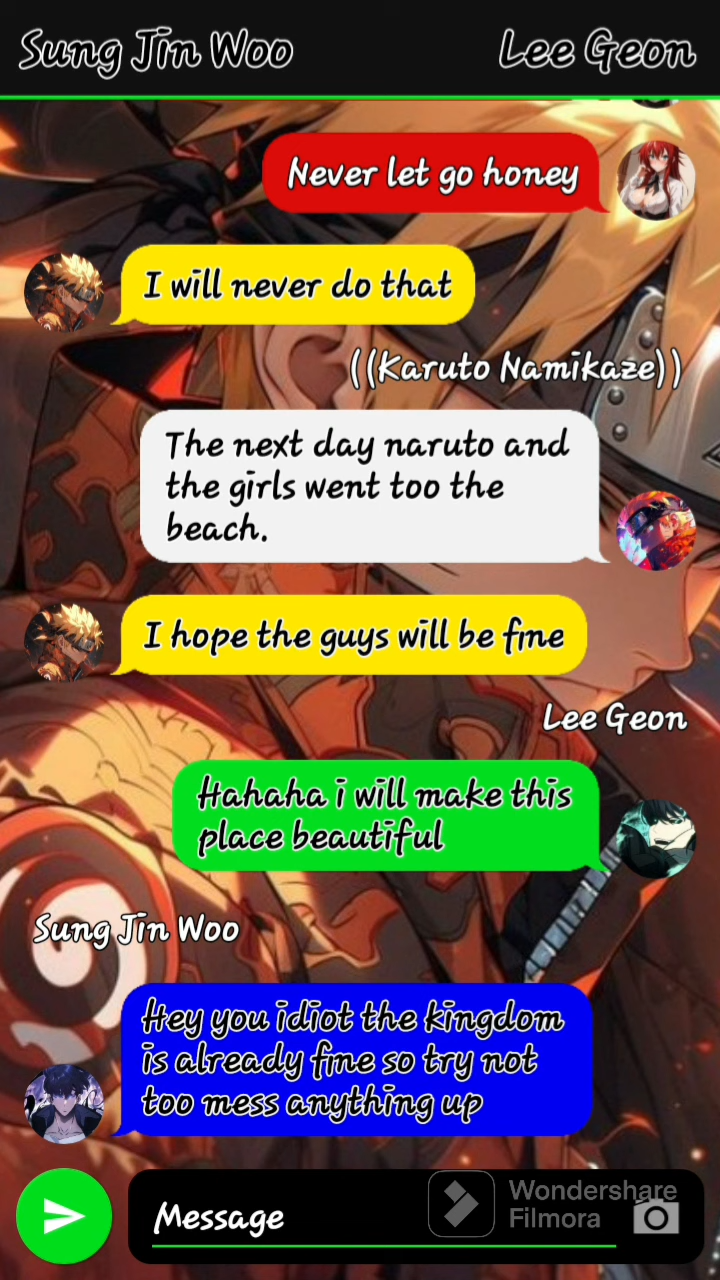 Sung Jin Woo Lee Geon
Never let go honey
I will never do that
((Karuto Namikaze))
The next day naruto and
the girls went too the
beach.
I hope the guys will be fine
Lee Geon
Hahaha i will make this
place beautiful
Sung Jin Woo
Hey you idiot the kingdom
is already fine so try not
too mess anything up
Message
Wondershare
Filmora